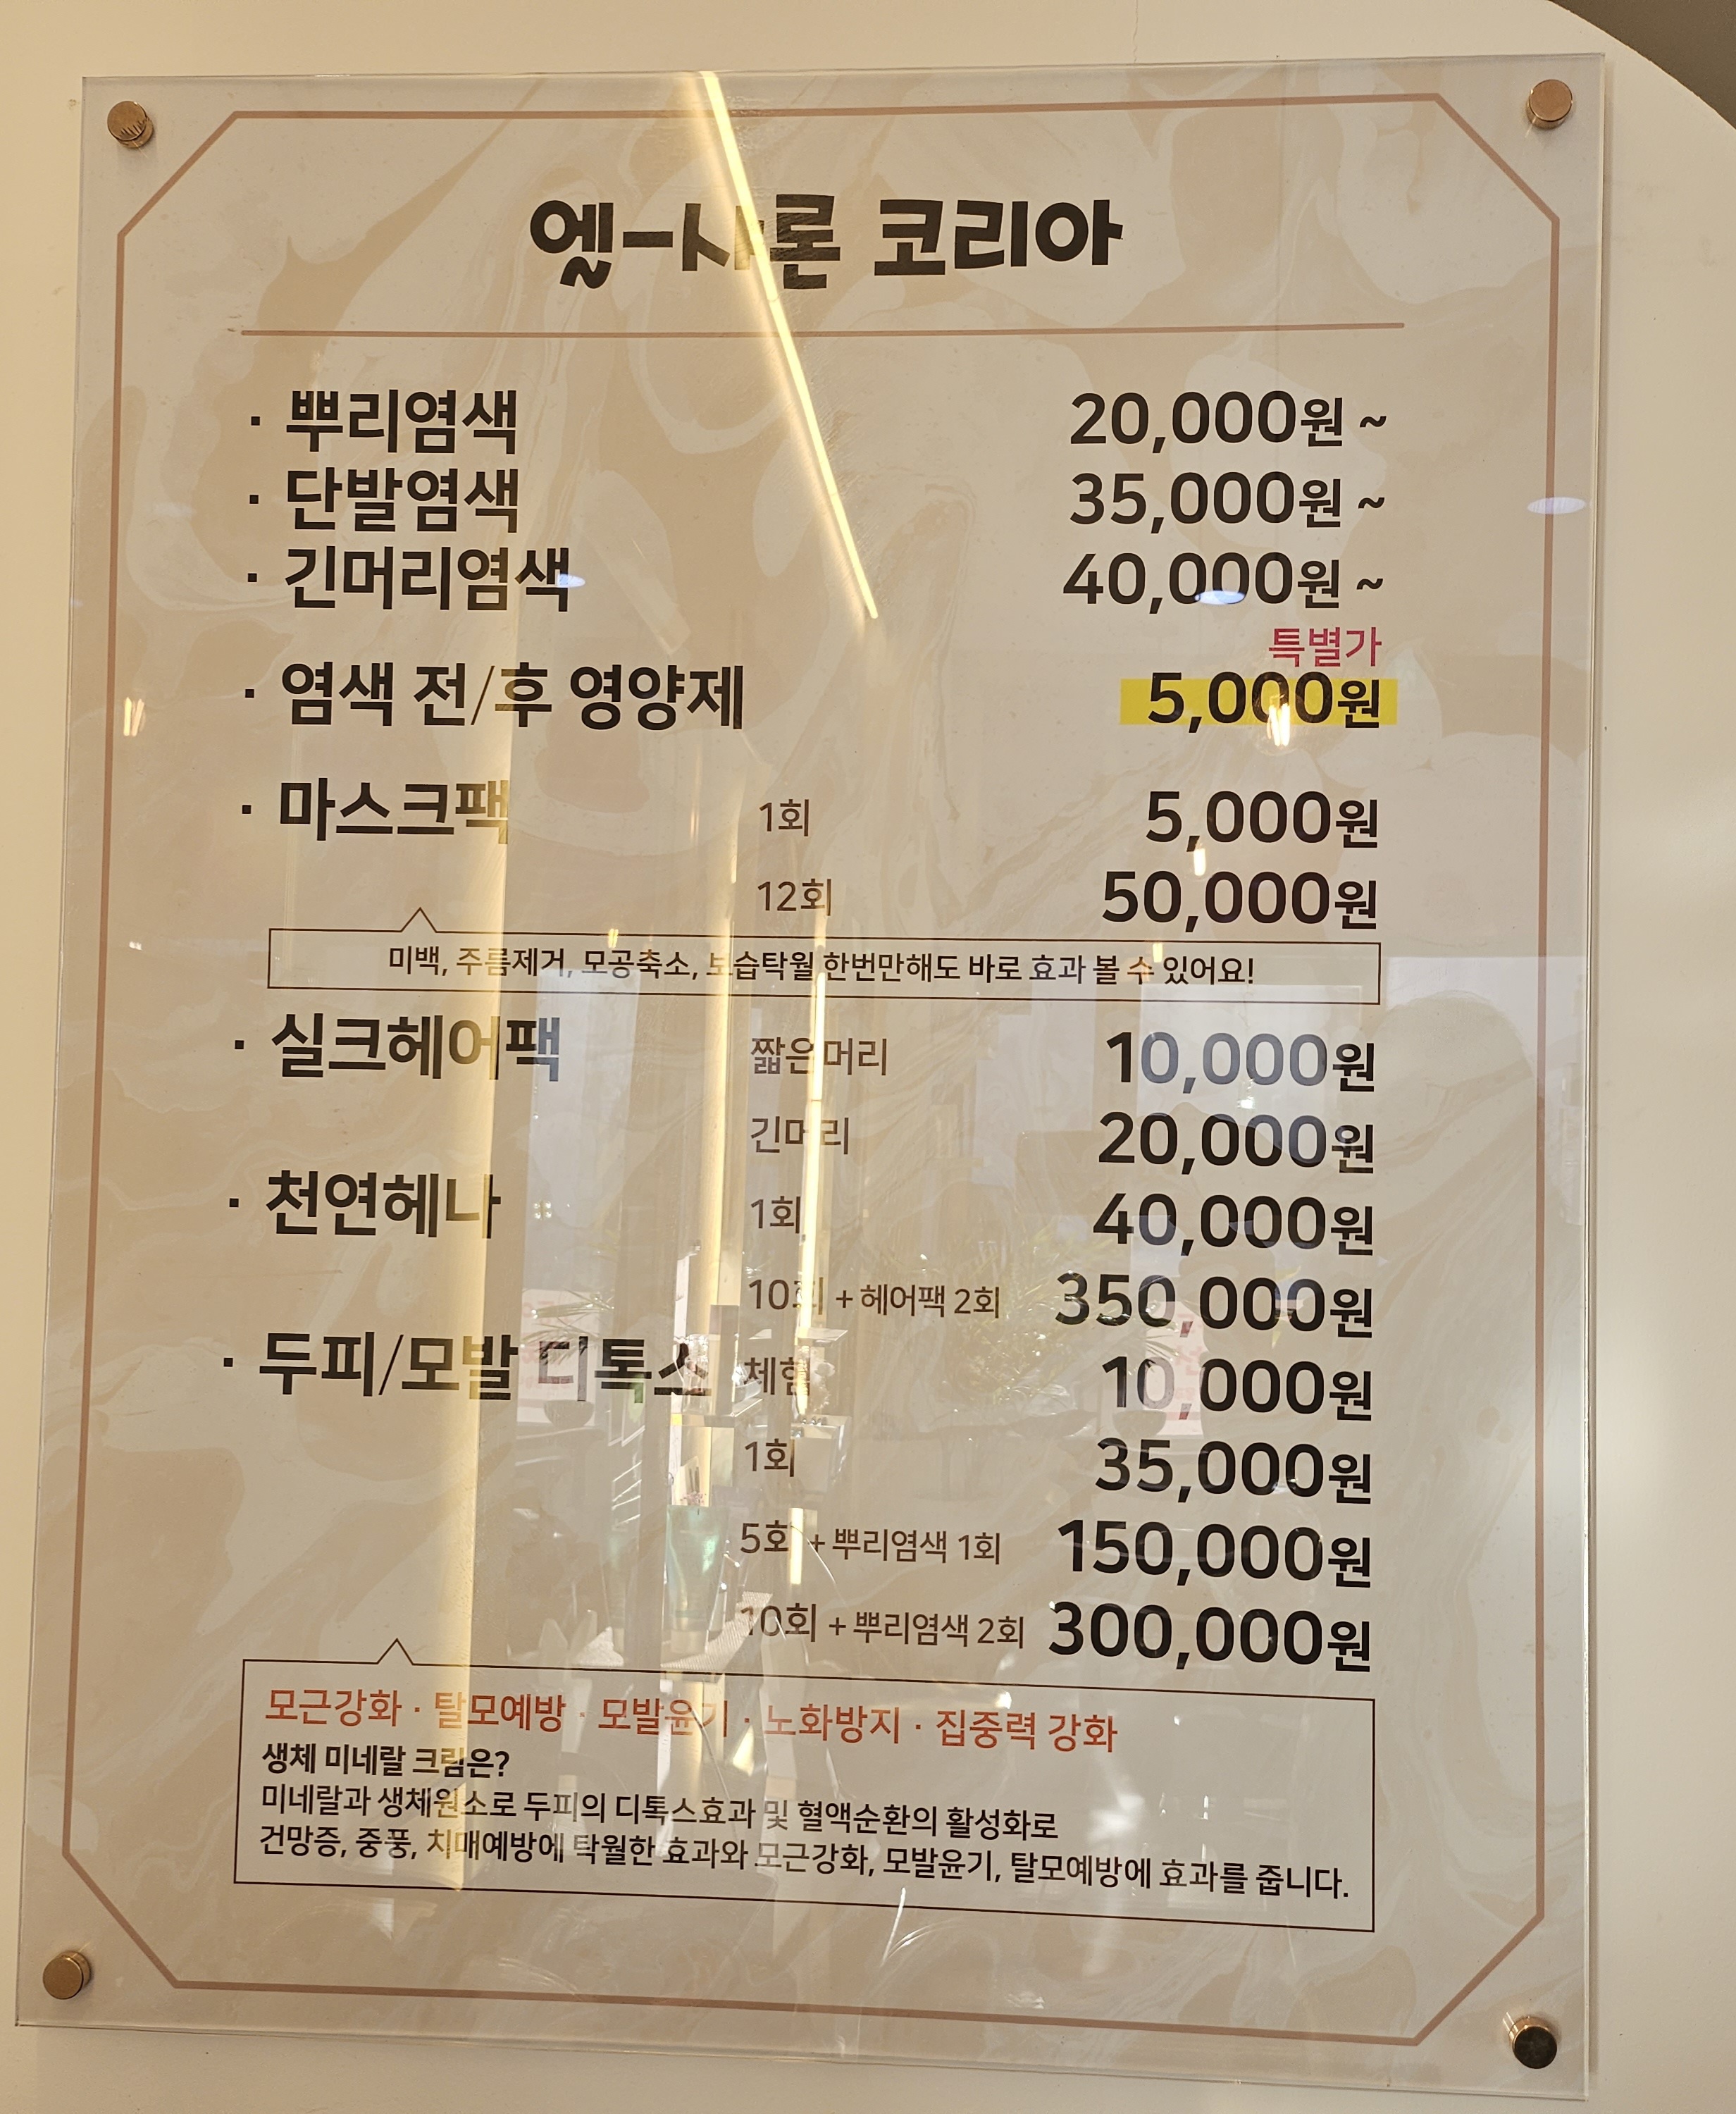 엘-샤론 코리아
· 뿌리염색 20,000원 ~
· 단발염색 35,000원 ~
· 긴머리염색 40,000원 ~
특별가
· 염색 전/후 영양제 5,000원
· 마스크팩 1회 5,000원
12회 50,000원
미백, 주름제거, 모공축소, 보습탁월 한번만해도 바로 효과 볼 수 있어요!
· 실크헤어팩 짧은머리 10,000원
긴머리 20,000원
· 천연헤나 1회 40,000원
10회 + 헤어팩 2회 350,000원
· 두피/모발 디톡스 체험 10,000원
1회 35,000원
5회 + 뿌리염색 1회 150,000원
10회 + 뿌리염색 2회 300,000원
모근강화 · 탈모예방 · 모발윤기 · 노화방지 · 집중력 강화
생체 미네랄 크림은?
미네랄과 생체원소로 두피의 디톡스효과 및 혈액순환의 활성화로
건망증, 중풍, 치매예방에 탁월한 효과와 모근강화, 모발윤기, 탈모예방에 효과를 줍니다.